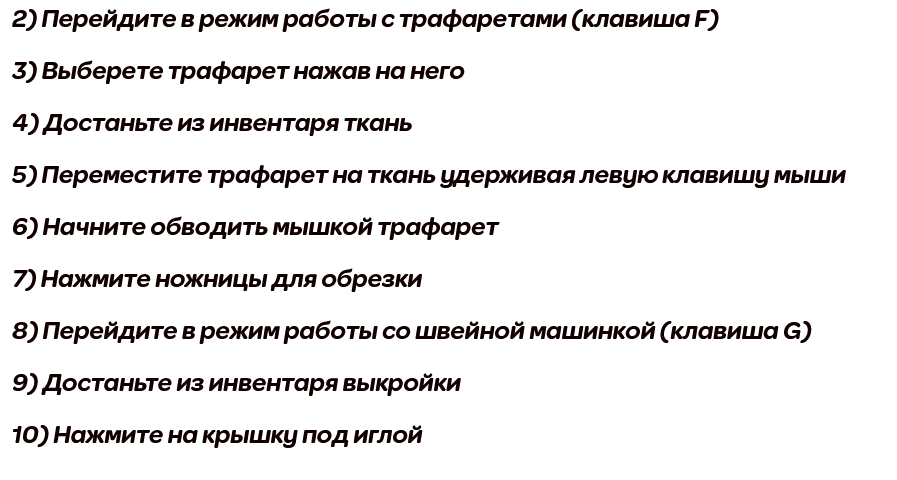 2) Перейдите в режим работы с трафаретами (клавиша F)
3) Выберете трафарет нажав на него
4) Достаньте из инвентаря ткань
5) Переместите трафарет на ткань удерживая левую клавишу мыши
6) Начните обводить мышкой трафарет
7) Нажмите ножницы для обрезки
8) Перейдите в режим работы со швейной машинкой (клавиша G)
9) Достаньте из инвентаря выкройки
10) Нажмите на крышку под иглой